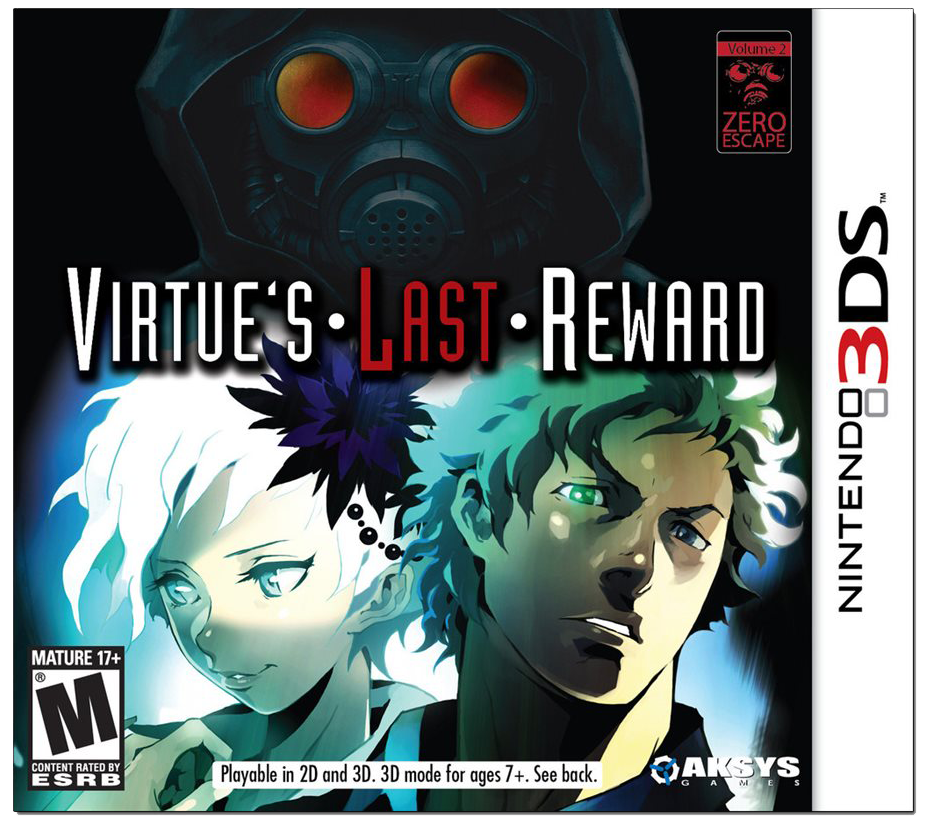 Volume 2
ZERO
ESCAPE
VIRTUE'S • LAST • REWARD
MATURE 17+
M
®
CONTENT RATED BY
ESRB
Playable in 2D and 3D. 3D mode for ages 7+. See back.
AKSYS
GAMES
NINTENDO 3DS™